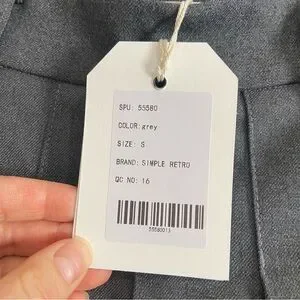 SPU: 55580
COLOR:grey
SIZE: S
BRAND: SIMPLE RETRO
QC NO: 16
55580013